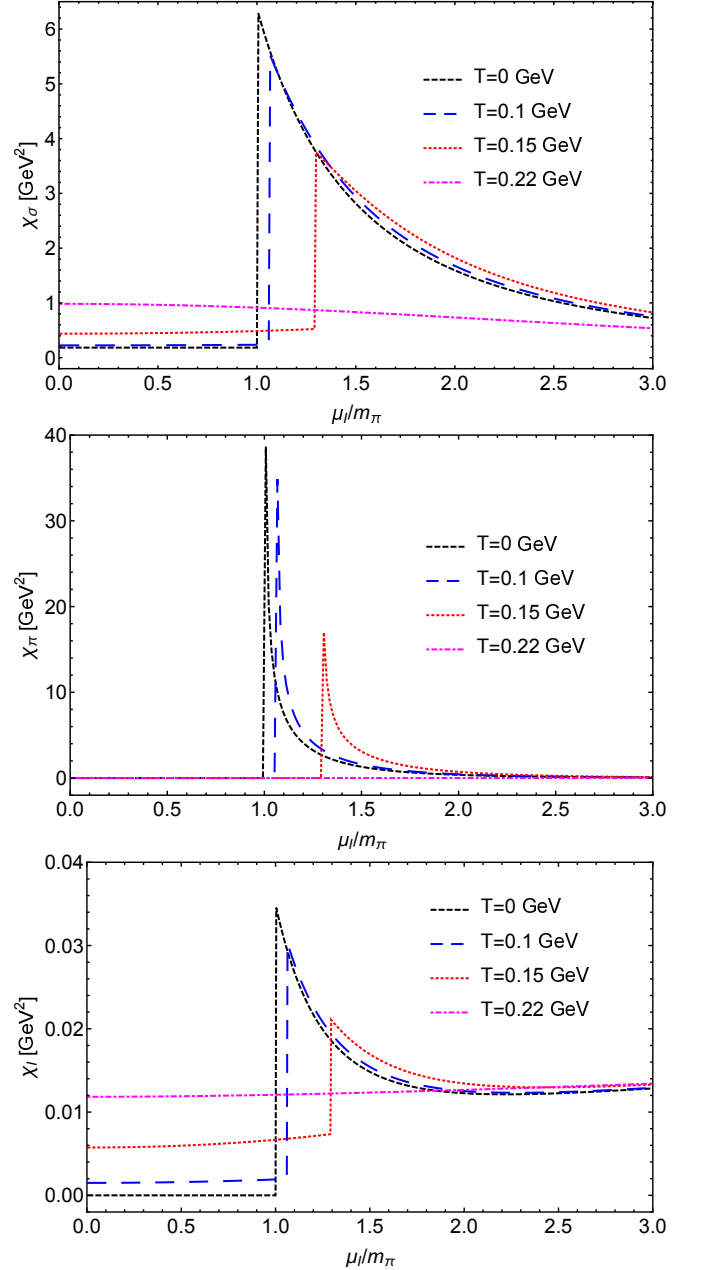 6
5
4
3
2
1
0
χσ [GeV²]
T=0 GeV
T=0.1 GeV
T=0.15 GeV
T=0.22 GeV
0.0 0.5 1.0 1.5 2.0 2.5 3.0
μI/mπ
40
30
20
10
0
χπ [GeV²]
T=0 GeV
T=0.1 GeV
T=0.15 GeV
T=0.22 GeV
0.0 0.5 1.0 1.5 2.0 2.5 3.0
μI/mπ
0.04
0.03
0.02
0.01
0.00
χI [GeV²]
T=0 GeV
T=0.1 GeV
T=0.15 GeV
T=0.22 GeV
0.0 0.5 1.0 1.5 2.0 2.5 3.0
μI/mπ